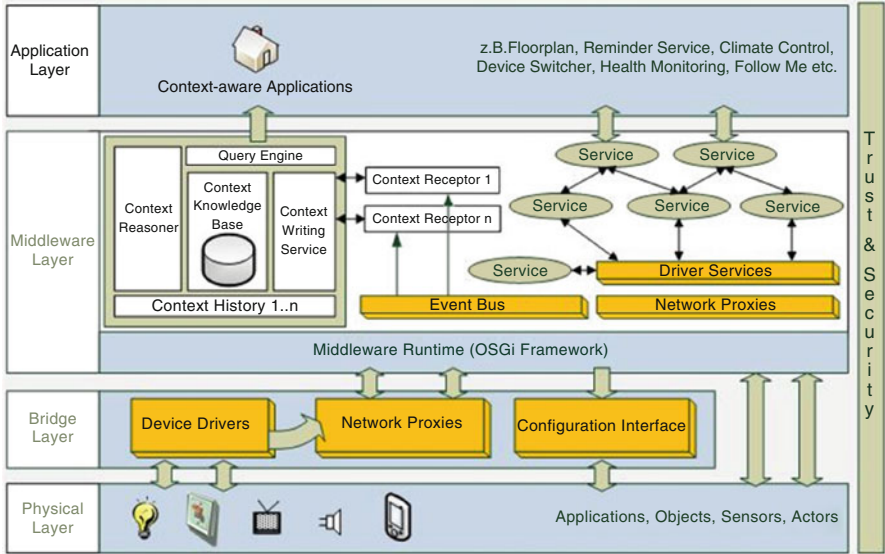 Application
Layer
Context-aware Applications
z.B.Floorplan, Reminder Service, Climate Control,
Device Switcher, Health Monitoring, Follow Me etc.
Middleware
Layer
Context
Reasoner
Query Engine
Context
Knowledge
Base
Context
Writing
Service
Context History 1..n
Context Receptor 1
Context Receptor n
Event Bus
Service
Service
Service
Service
Service
Service
Driver Services
Network Proxies
Middleware Runtime (OSGi Framework)
Bridge
Layer
Device Drivers
Network Proxies
Configuration Interface
Physical
Layer
Applications, Objects, Sensors, Actors
Trust & Security